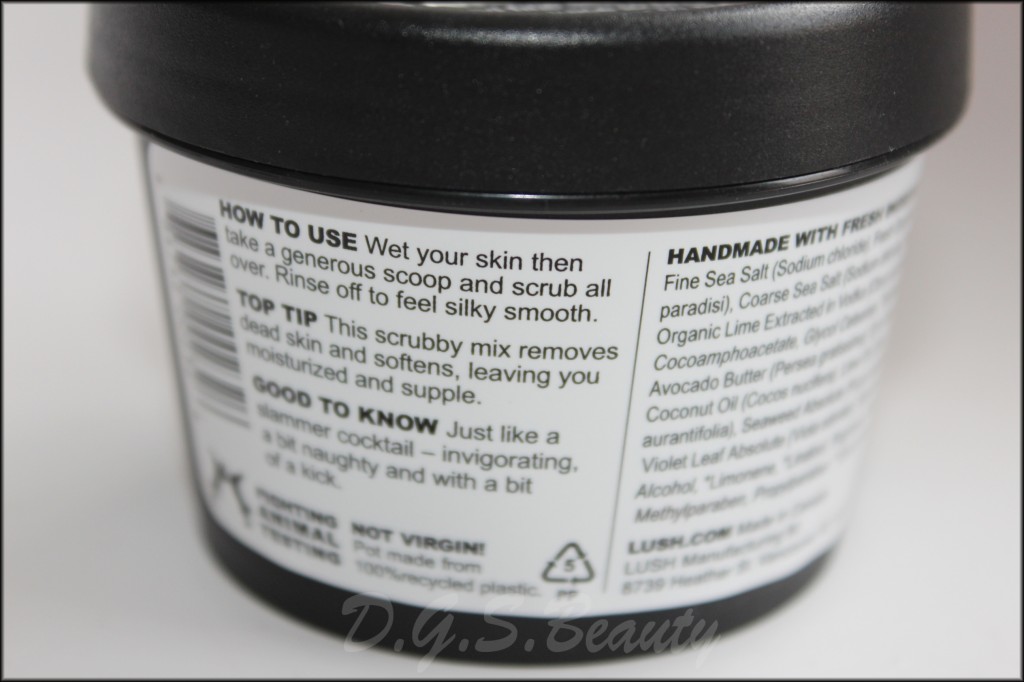 HOW TO USE Wet your skin then
take a generous scoop and scrub all
over. Rinse off to feel silky smooth.
TOP TIP This scrubby mix removes
dead skin and softens, leaving you
moisturized and supple.
GOOD TO KNOW Just like a
slammer cocktail – invigorating,
a bit naughty and with a bit
of a kick.
FIGHTING
ANIMAL
TESTING
NOT VIRGIN!
Pot made from
100% recycled plastic.
5
PP
HANDMADE WITH FRESH
Fine Sea Salt (Sodium chloride),
paradisi), Coarse Sea Salt (Sodium
Organic Lime Extracted in Vodka
Cocoamphoacetate, Glycol
Avocado Butter (Persea
Coconut Oil (Cocos nucifera),
aurantifolia), Seaweed Absolute
Violet Leaf Absolute
Alcohol, *Limonene,
Methylparaben,
LUSH.COM Made in
LUSH Manufacturing
8739 Heather St.
D.G.S.Beauty